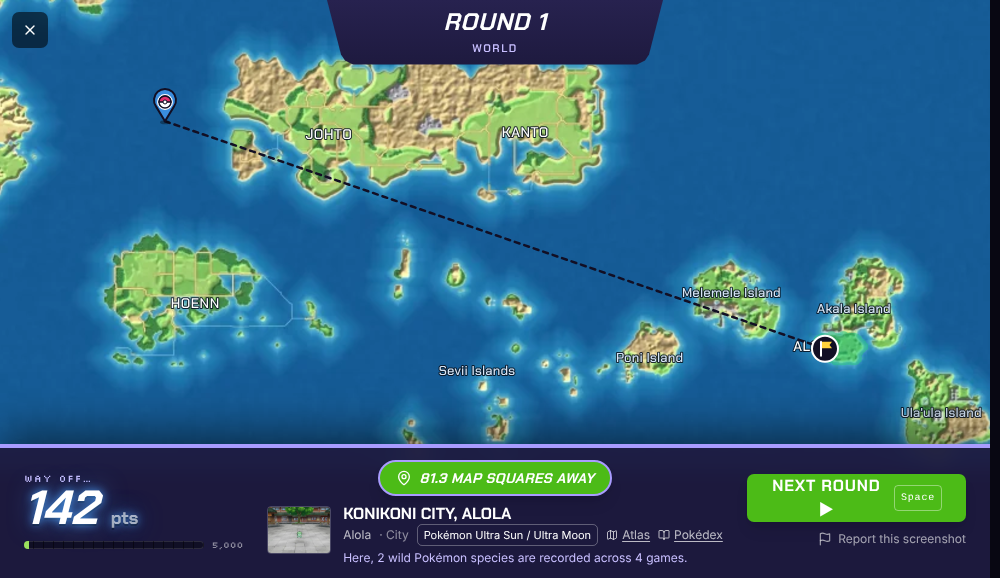 ROUND 1
WORLD
JOHTO
KANTO
HOENN
Melemele Island
Akala Island
AL
Poni Island
Sevii Islands
Ula'ula Island
WAY OFF…
142 pts
5,000
81.3 MAP SQUARES AWAY
KONIKONI CITY, ALOLA
Alola · City Pokémon Ultra Sun / Ultra Moon Atlas Pokédex
Here, 2 wild Pokémon species are recorded across 4 games.
NEXT ROUND
Space
Report this screenshot